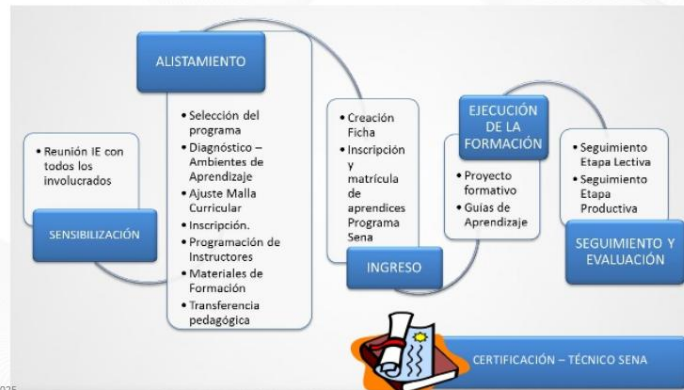 • Reunión IE con
todos los
involucrados
SENSIBILIZACIÓN
ALISTAMIENTO
• Selección del
programa
• Diagnóstico –
Ambientes de
Aprendizaje
• Ajuste Malla
Curricular
• Inscripción.
• Programación de
Instructores
• Materiales de
Formación
• Transferencia
pedagógica
• Creación
Ficha
• Inscripción
y
matrícula
de
aprendices
Programa
Sena
INGRESO
EJECUCIÓN
DE LA
FORMACIÓN
• Proyecto
formativo
• Guías de
Aprendizaje
• Seguimiento
Etapa Lectiva
• Seguimiento
Etapa
Productiva
SEGUIMIENTO Y
EVALUACIÓN
CERTIFICACIÓN – TÉCNICO SENA